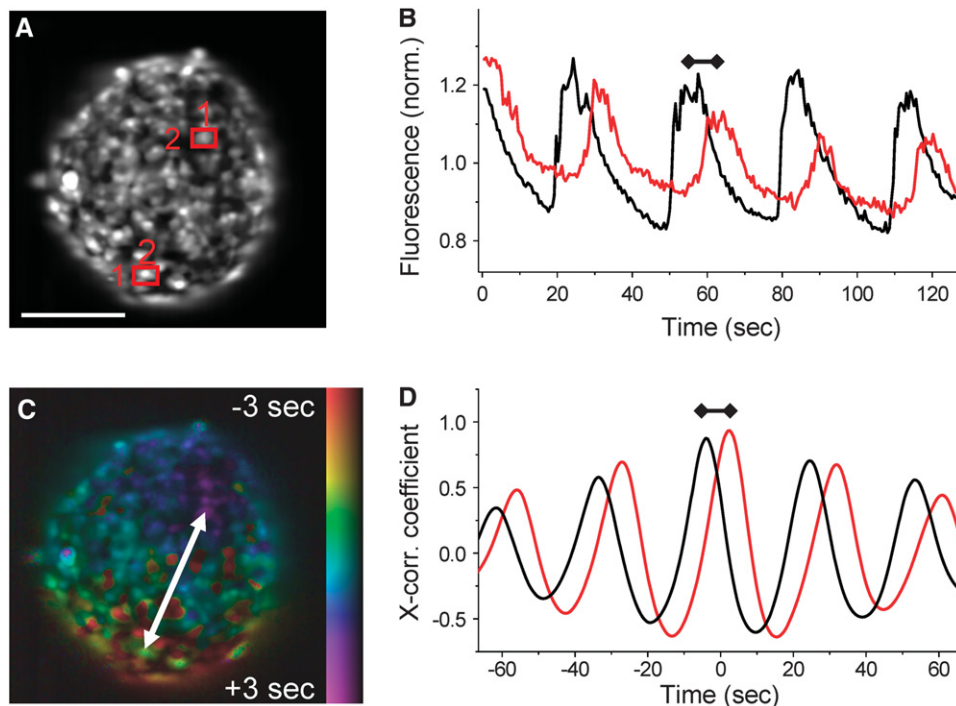 A
1
2
2
1
B
Fluorescence (norm.)
1.2
1.0
0.8
0 20 40 60 80 100 120
Time (sec)
C
-3 sec
+3 sec
D
X-corr. coefficient
1.0
0.5
0.0
-0.5
-60 -40 -20 0 20 40 60
Time (sec)